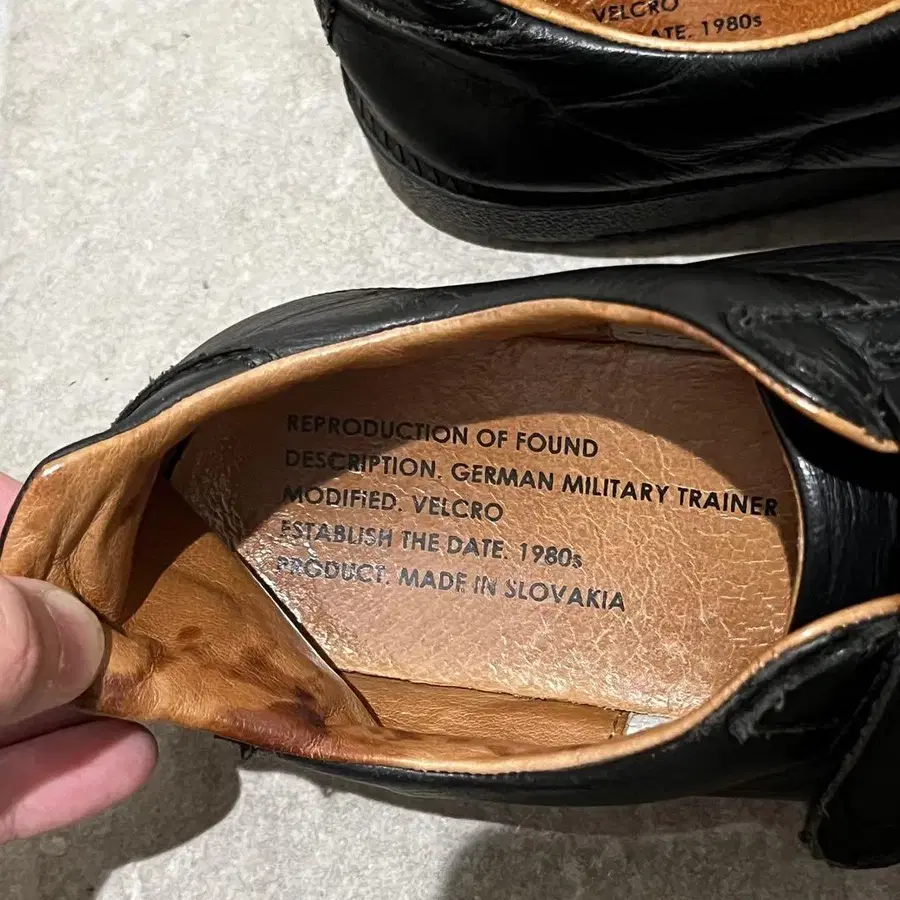 VELCRO
ATE. 1980s
REPRODUCTION OF FOUND
DESCRIPTION. GERMAN MILITARY TRAINER
MODIFIED. VELCRO
ESTABLISH THE DATE. 1980s
PRODUCT. MADE IN SLOVAKIA